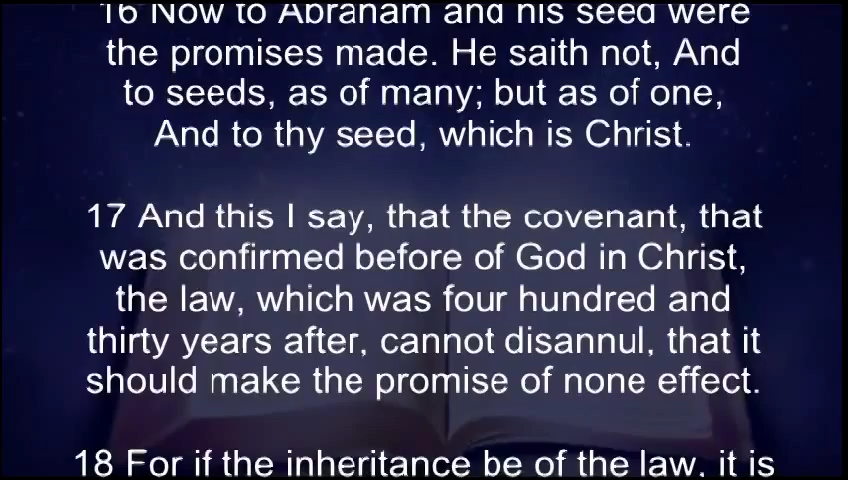 16 Now to Abraham and his seed were
the promises made. He saith not, And
to seeds, as of many; but as of one,
And to thy seed, which is Christ.
17 And this I say, that the covenant, that
was confirmed before of God in Christ,
the law, which was four hundred and
thirty years after, cannot disannul, that it
should make the promise of none effect.
18 For if the inheritance be of the law, it is